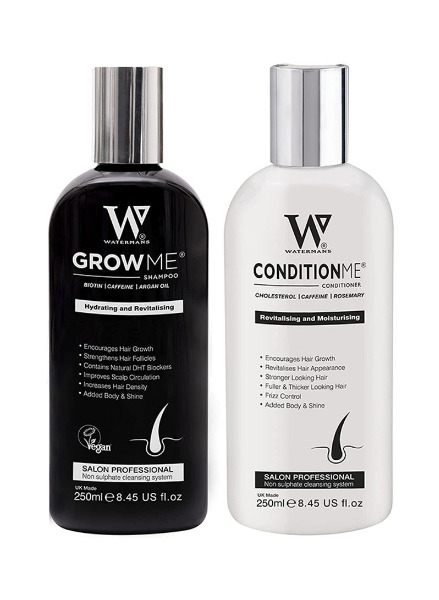 W
WATERMANS®
GROWME®
SHAMPOO
BIOTIN | CAFFEINE | ARGAN OIL
Hydrating and Revitalising
• Encourages Hair Growth
• Strengthens Hair Follicles
• Contains Natural DHT Blockers
• Improves Scalp Circulation
• Increases Hair Density
• Added Body & Shine
Vegan
SALON PROFESSIONAL
Non sulphate cleansing system
UK Made
250ml ℮ 8.45 US fl.oz
W
WATERMANS®
CONDITIONME®
CONDITIONER
CHOLESTEROL | CAFFEINE | ROSEMARY
Revitalising and Moisturising
• Encourages Hair Growth
• Revitalises Hair Appearance
• Stronger Looking Hair
• Fuller & Thicker Looking Hair
• Frizz Control
• Added Body & Shine
SALON PROFESSIONAL
Non sulphate cleansing system
UK Made
250ml ℮ 8.45 US fl.oz